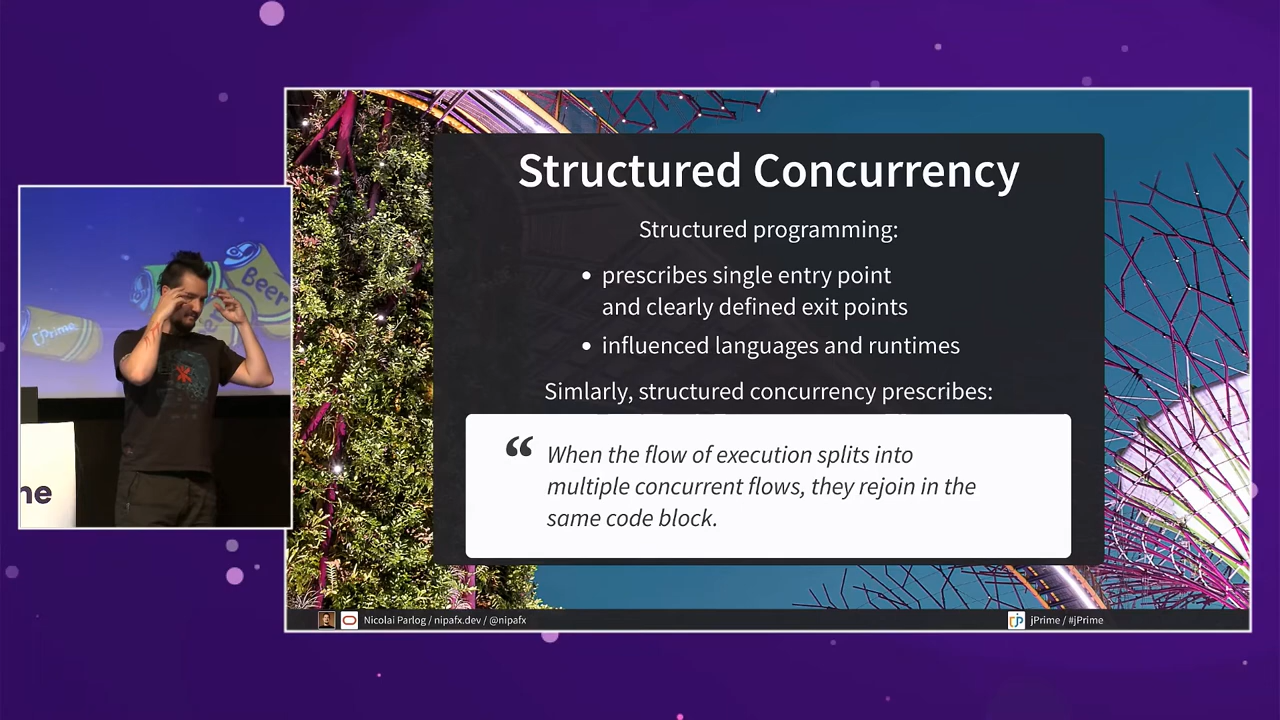 Structured Concurrency
Structured programming:
• prescribes single entry point
and clearly defined exit points
• influenced languages and runtimes
Simlarly, structured concurrency prescribes:
“ When the flow of execution splits into
multiple concurrent flows, they rejoin in the
same code block.
Beer
jPrime
ne
Nicolai Parlog / nipafx.dev / @nipafx
jPrime / #jPrime